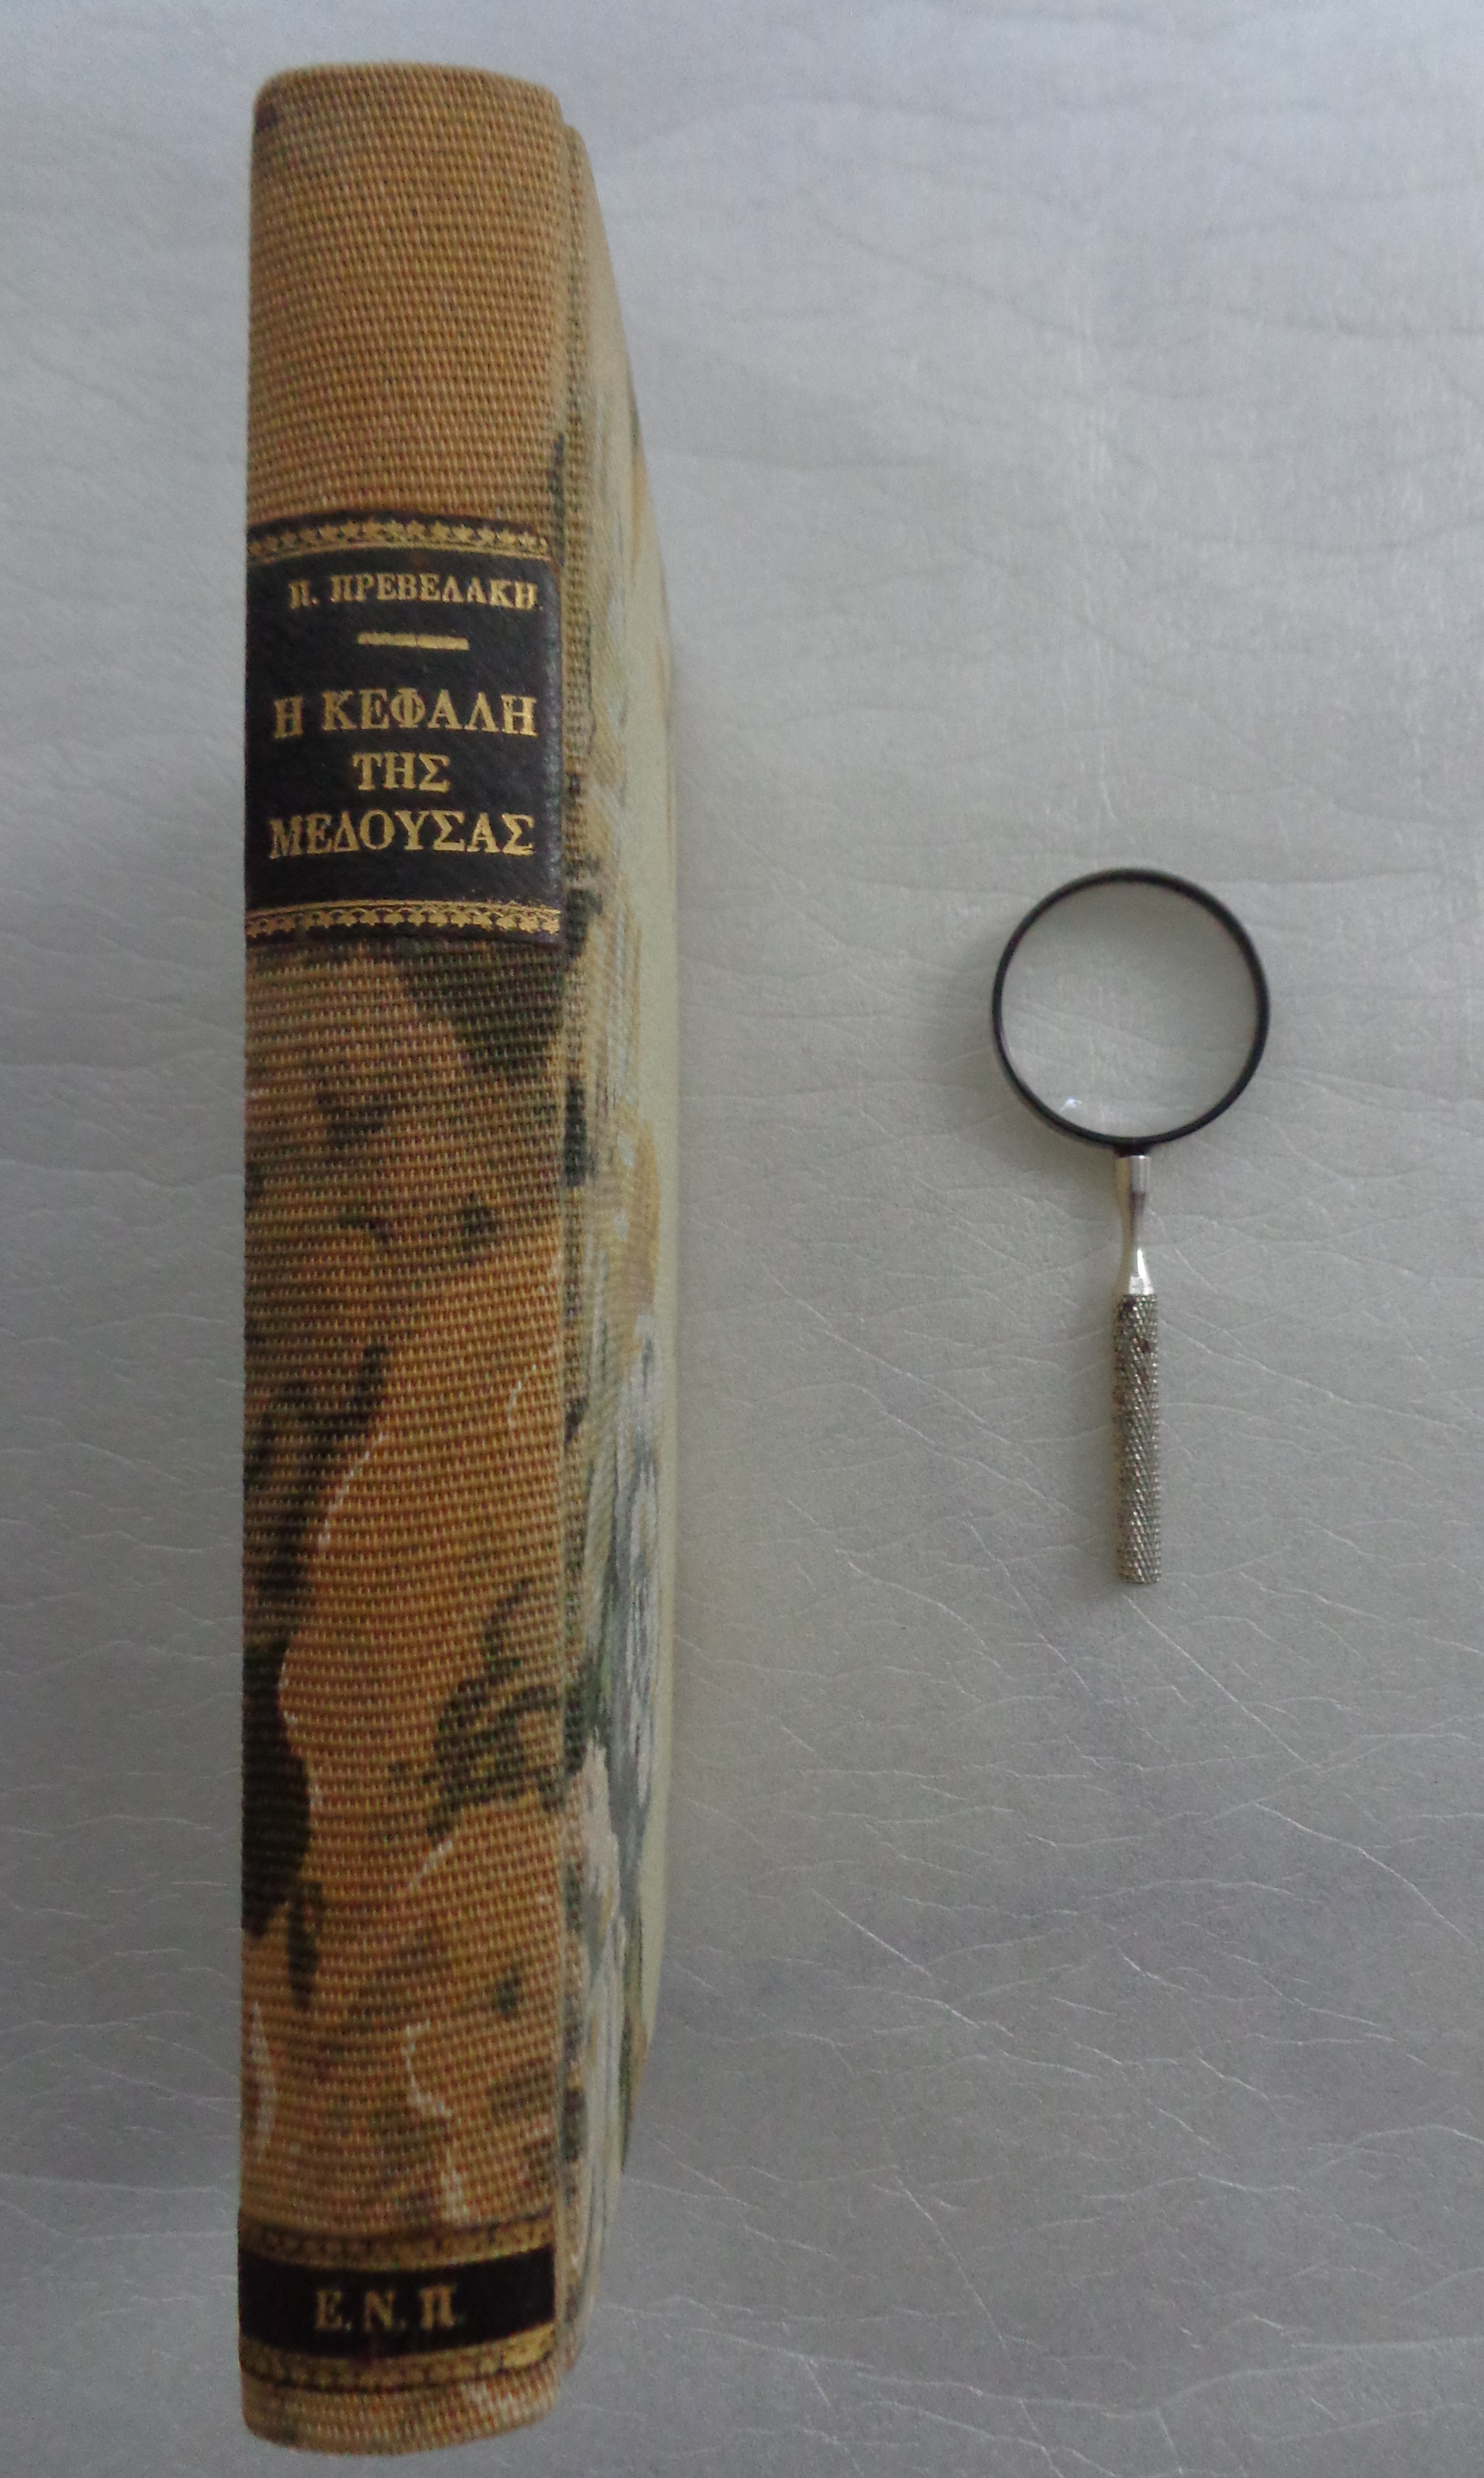 Π. ΠΡΕΒΕΛΑΚΗ
Η ΚΕΦΑΛΗ
ΤΗΣ
ΜΕΔΟΥΣΑΣ
Ε. Ν. Π.